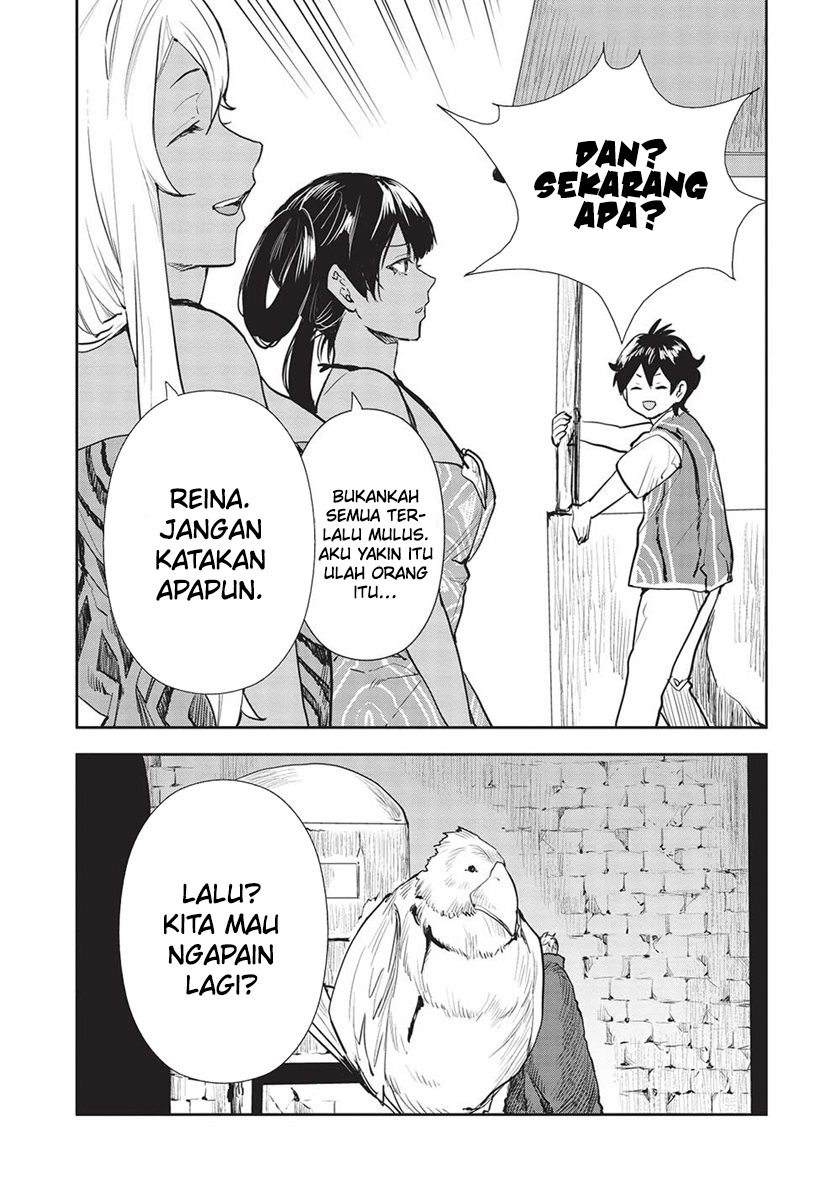 DAN?
SEKARANG
APA?
BUKANKAH
SEMUA TER-
LALU MULUS.
AKU YAKIN ITU
ULAH ORANG
ITU...
REINA.
JANGAN
KATAKAN
APAPUN.
LALU?
KITA MAU
NGAPAIN
LAGI?